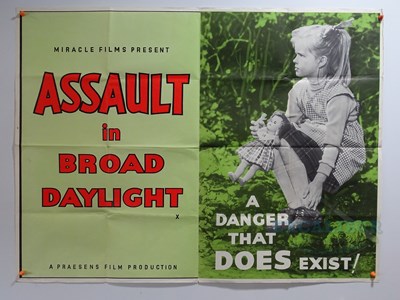 MIRACLE FILMS PRESENT
ASSAULT
in
BROAD
DAYLIGHT
X
A PRAESENS FILM PRODUCTION
A
DANGER
THAT
DOES EXIST!